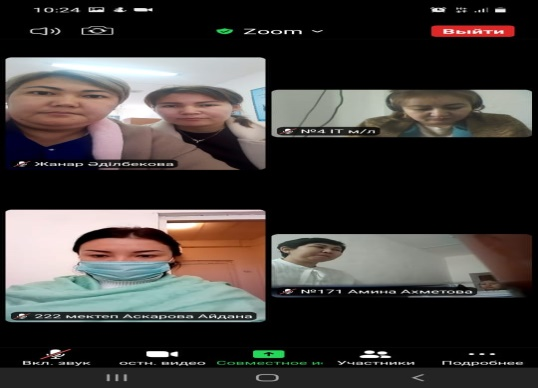 10:24
Zoom
Выйти
Жанар Әділбекова
№4 IT м/л
222 мектеп Аскарова Айдана
№171 Амина Ахметова
Вкл. звук
остн. видео
Совместное и
Участники
Подробнее